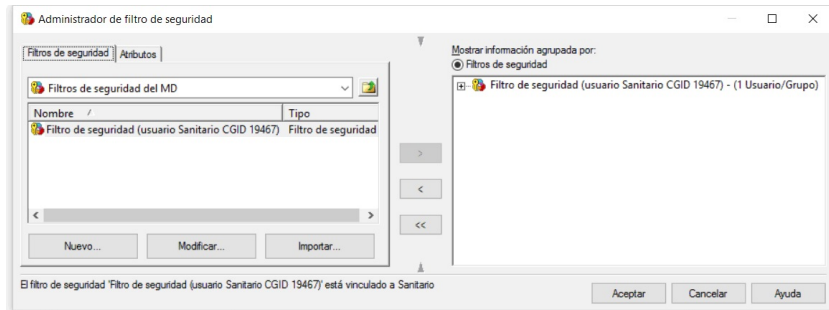 Administrador de filtro de seguridad
Filtros de seguridad
Atributos
Filtros de seguridad del MD
Nombre
Tipo
Filtro de seguridad (usuario Sanitario CGID 19467)
Filtro de seguridad
Nuevo...
Modificar...
Importar...
>
<
<<
Mostrar información agrupada por:
Filtros de seguridad
Filtro de seguridad (usuario Sanitario CGID 19467) - (1 Usuario/Grupo)
El filtro de seguridad 'Filtro de seguridad (usuario Sanitario CGID 19467)' está vinculado a Sanitario
Aceptar
Cancelar
Ayuda